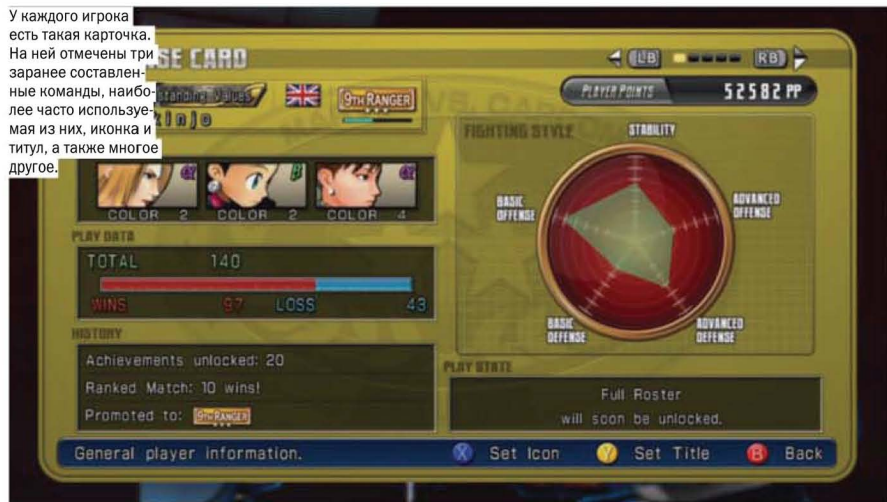 У каждого игрока
есть такая карточка.
На ней отмечены три
заранее составлен-
ные команды, наибо-
лее часто используе-
мая из них, иконка и
титул, а также многое
другое.
CARD
LB RB
9TH RANGER
PLAYER POINTS 52582 PP
kinjo
COLOR 2 COLOR 2 COLOR 4
PLAY DATA
TOTAL 140
WINS 97 LOSS 43
HISTORY
Achievements unlocked: 20
Ranked Match: 10 wins!
Promoted to: 9TH RANGER
FIGHTING STYLE
STABILITY
BASIC OFFENSE
ADVANCED OFFENSE
BASIC DEFENSE
ADVANCED DEFENSE
PLAY STATE
Full Roster
will soon be unlocked.
General player information. X Set Icon Y Set Title B Back